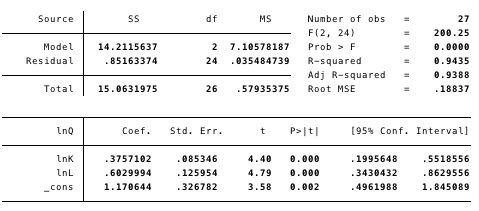 Source SS df MS Number of obs = 27
F(2, 24) = 200.25
Model 14.2115637 2 7.10578187 Prob > F = 0.0000
Residual .85163374 24 .035484739 R-squared = 0.9435
Adj R-squared = 0.9388
Total 15.0631975 26 .57935375 Root MSE = .18837
lnQ Coef. Std. Err. t P>|t| [95% Conf. Interval]
lnK .3757102 .085346 4.40 0.000 .1995648 .5518556
lnL .6029994 .125954 4.79 0.000 .3430432 .8629556
_cons 1.170644 .326782 3.58 0.002 .4961988 1.845089